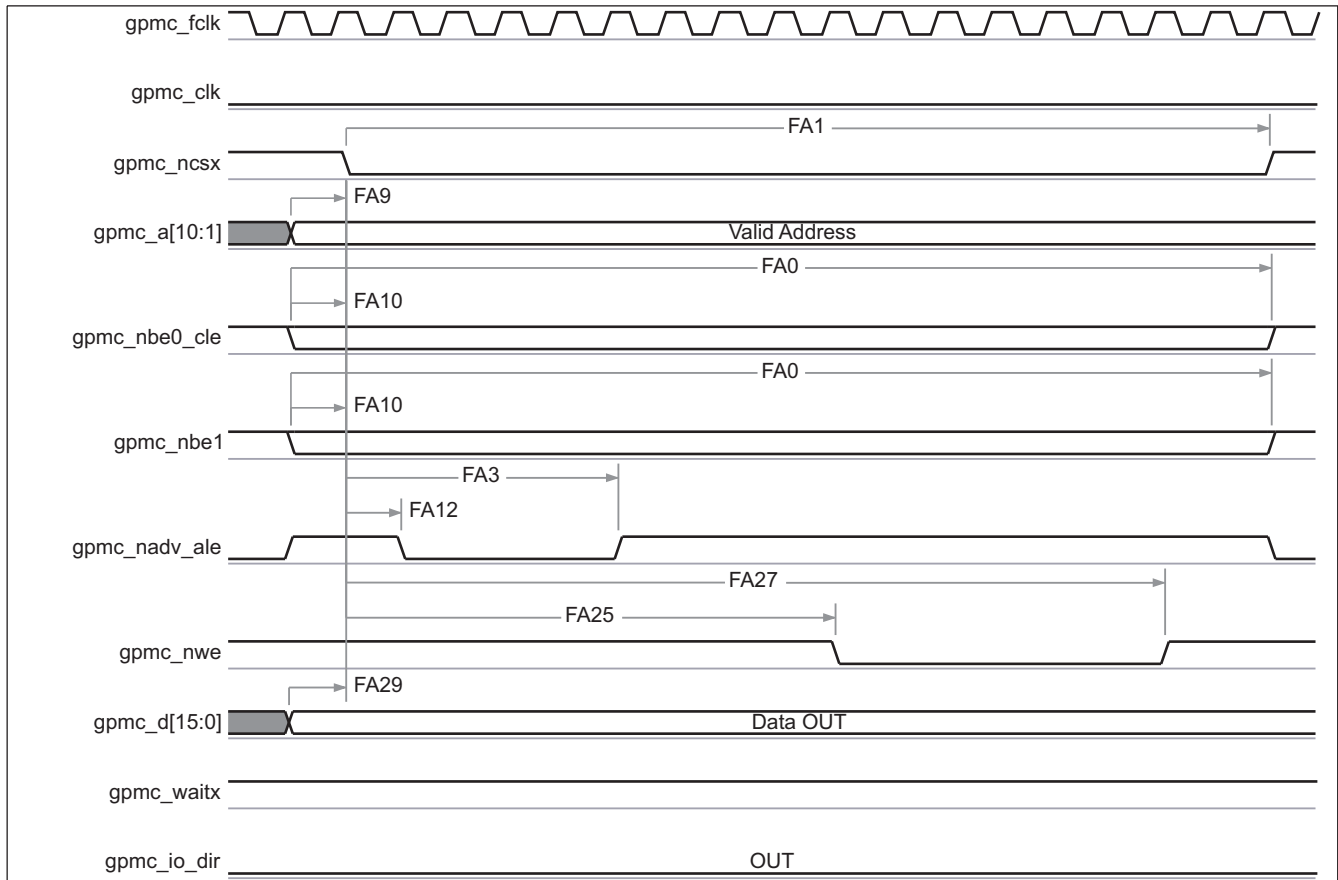 gpmc_fclk
gpmc_clk
FA1
gpmc_ncsx
FA9
gpmc_a[10:1]
Valid Address
FA0
FA10
gpmc_nbe0_cle
FA0
FA10
gpmc_nbe1
FA3
FA12
gpmc_nadv_ale
FA27
FA25
gpmc_nwe
FA29
gpmc_d[15:0]
Data OUT
gpmc_waitx
gpmc_io_dir
OUT